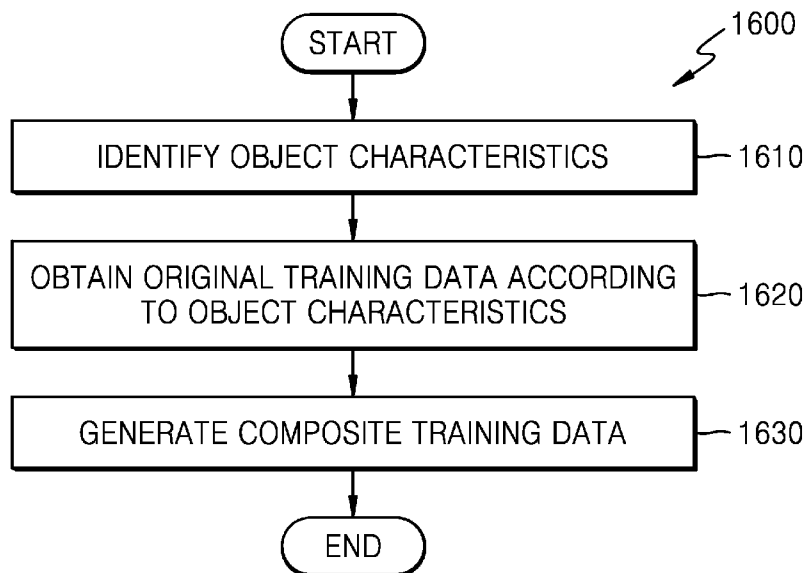 START
1600
IDENTIFY OBJECT CHARACTERISTICS
1610
OBTAIN ORIGINAL TRAINING DATA ACCORDING
TO OBJECT CHARACTERISTICS
1620
GENERATE COMPOSITE TRAINING DATA
1630
END